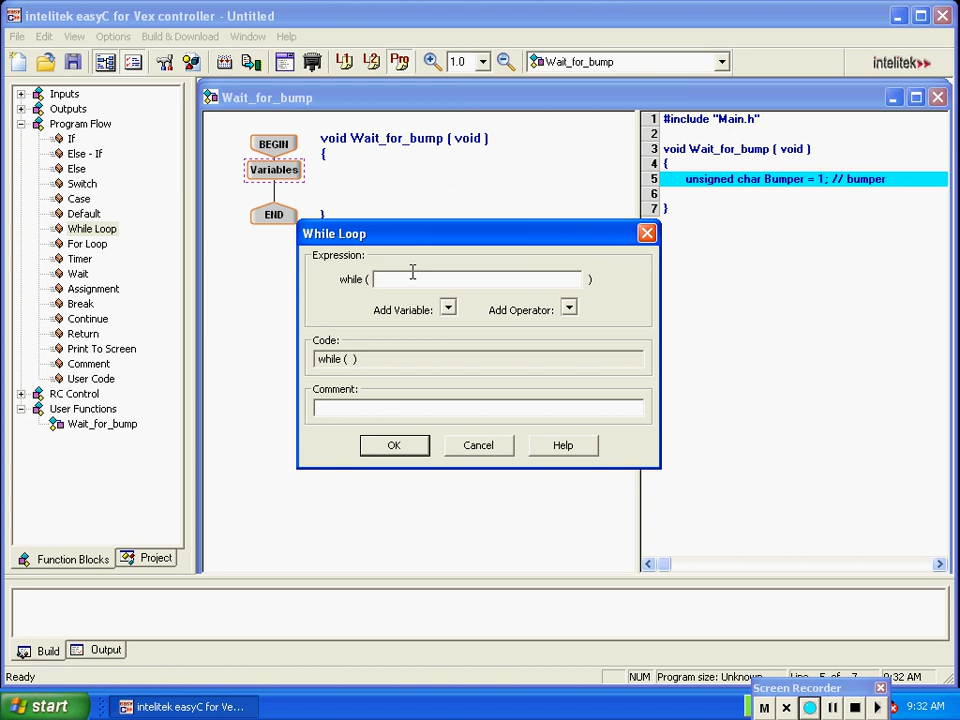 intelitek easyC for Vex controller - Untitled
File Edit View Options Build & Download Window Help
L1 L2 Prg 1.0 Wait_for_bump intelitek
Inputs
Outputs
Program Flow
If
Else - If
Else
Switch
Case
Default
While Loop
For Loop
Timer
Wait
Assignment
Break
Continue
Return
Print To Screen
Comment
User Code
RC Control
User Functions
Wait_for_bump
Function Blocks Project
Wait_for_bump
BEGIN void Wait_for_bump ( void )
{
Variables
END }
1 #include "Main.h"
2
3 void Wait_for_bump ( void )
4 {
5 unsigned char Bumper = 1; // bumper
6
7 }
While Loop
Expression:
while ( )
Add Variable: Add Operator:
Code:
while ( )
Comment:
OK Cancel Help
Build Output
Ready NUM Program size: Unknown 9:32 AM
Screen Recorder
M
start intelitek easyC for Ve... 9:32 AM